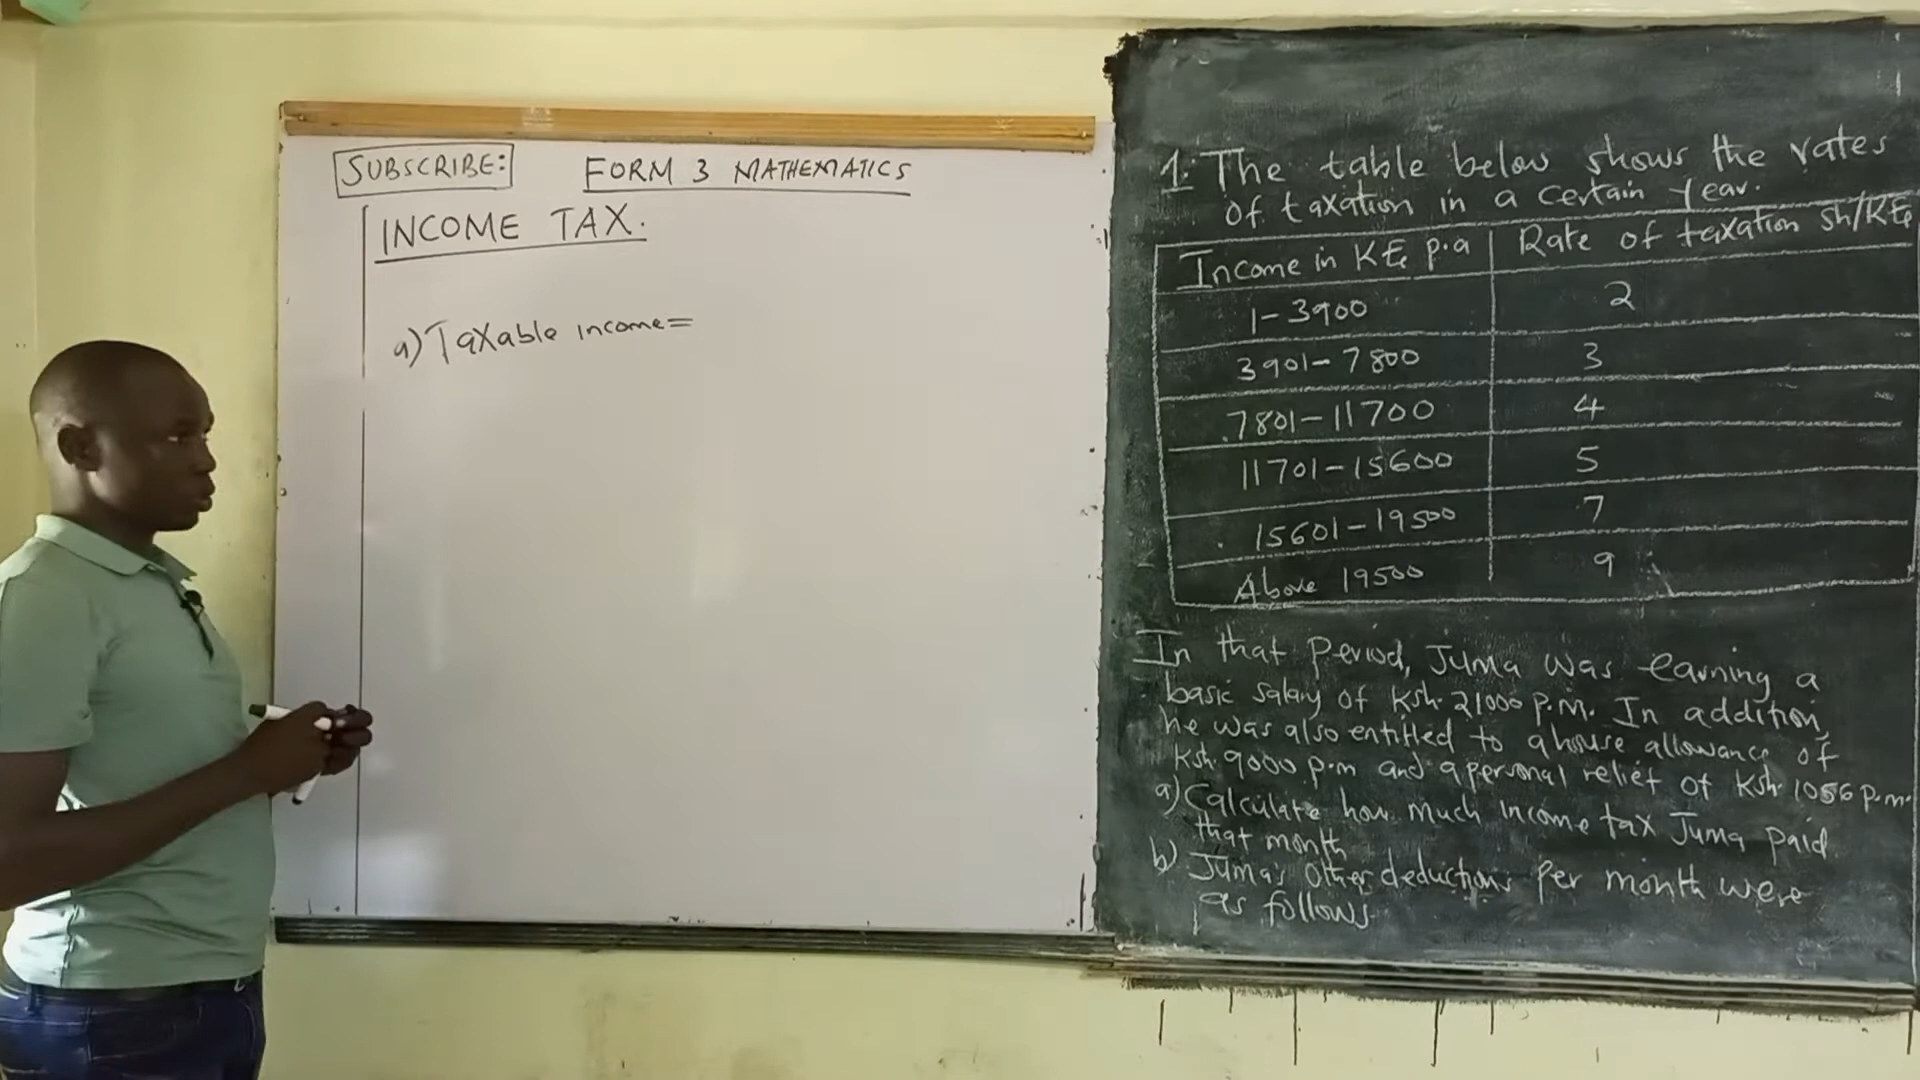 SUBSCRIBE: FORM 3 MATHEMATICS
INCOME TAX.
a) Taxable income=
1. The table below shows the rates
of taxation in a certain year.
Income in K£ p.a Rate of taxation sh/K£
1-3900 2
3901-7800 3
7801-11700 4
11701-15600 5
15601-19500 7
Above 19500 9
In that period, Juma was earning a
basic salary of Ksh. 21000 p.m. In addition,
he was also entitled to a house allowance of
Ksh. 9000 p.m and a personal relief of Ksh. 1056 p.m.
a) Calculate how much income tax Juma paid
that month
b) Juma's other deductions per month were
as follows